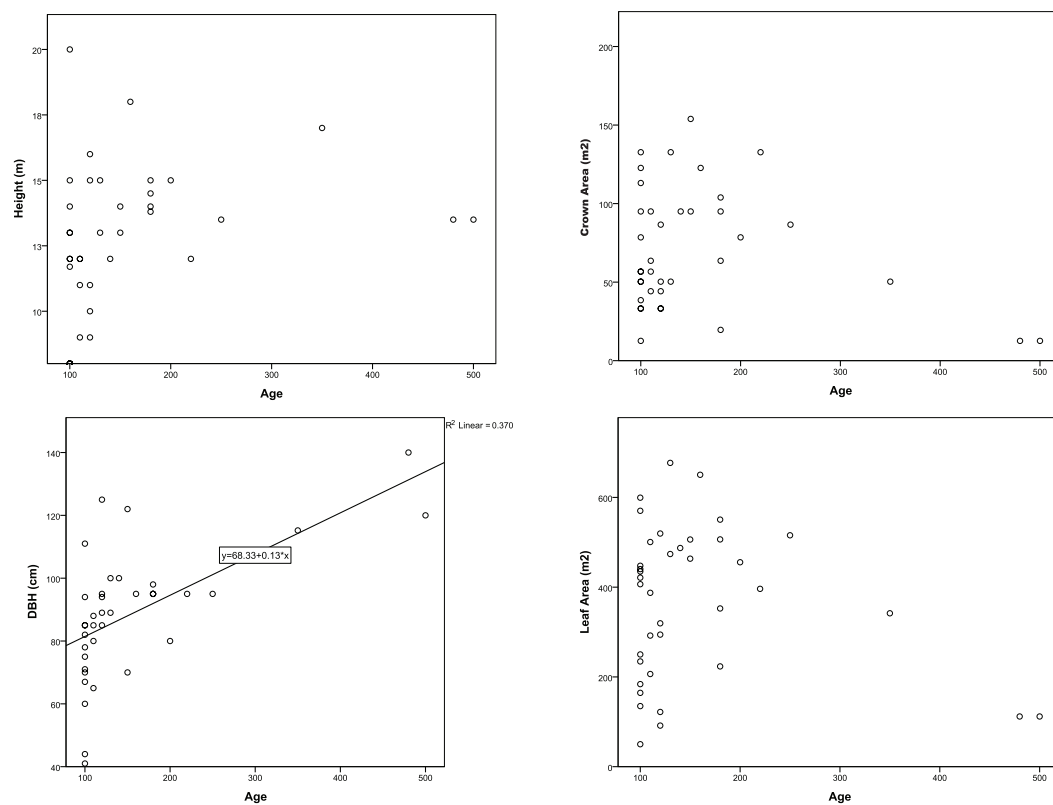 20
18
15
13
10
Height (m)
100 200 300 400 500
Age
200
150
100
50
0
Crown Area (m2)
100 200 300 400 500
Age
R2 Linear = 0.370
140
120
100
80
60
40
DBH (cm)
y=68.33+0.13*x
100 200 300 400 500
Age
600
400
200
0
Leaf Area (m2)
100 200 300 400 500
Age